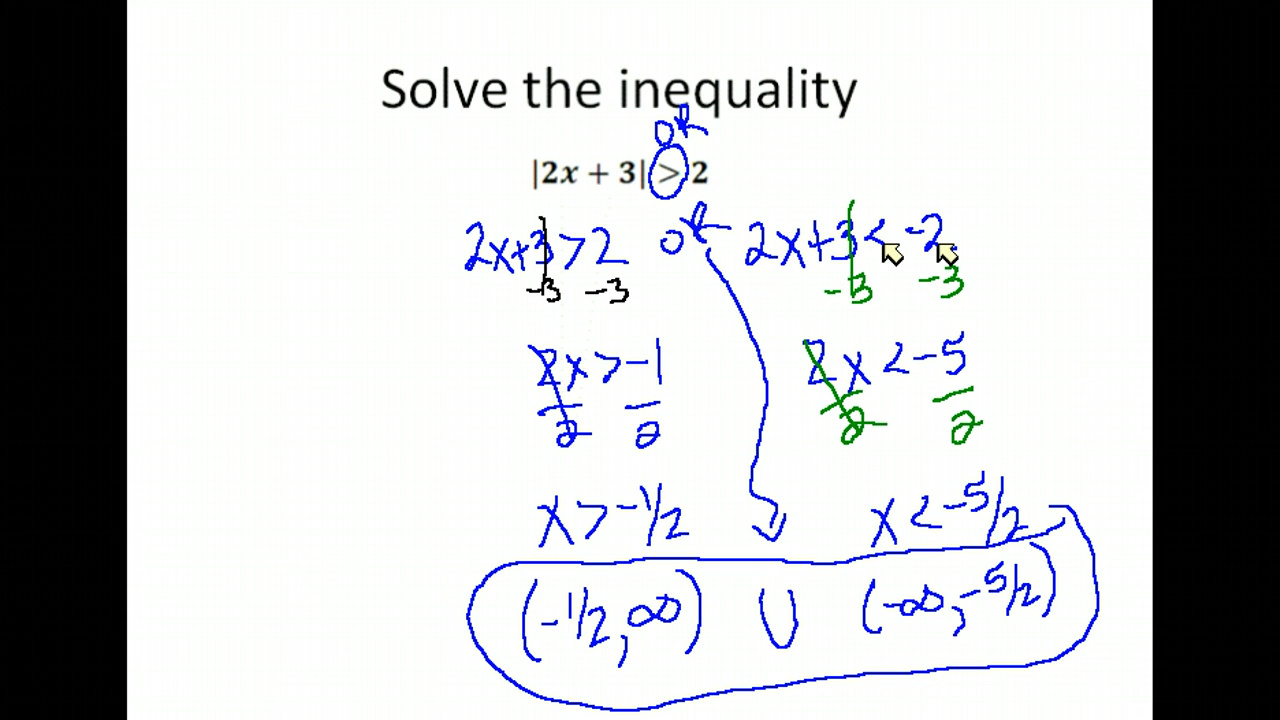 Solve the inequality
OR
|2x + 3| > 2
2x+3>2 OR 2x+3<-2
-3 -3 -3 -3
2x>-1 2x<-5
2 2 2 2
x>-1/2 x<-5/2
(-1/2,∞) U (-∞,-5/2)